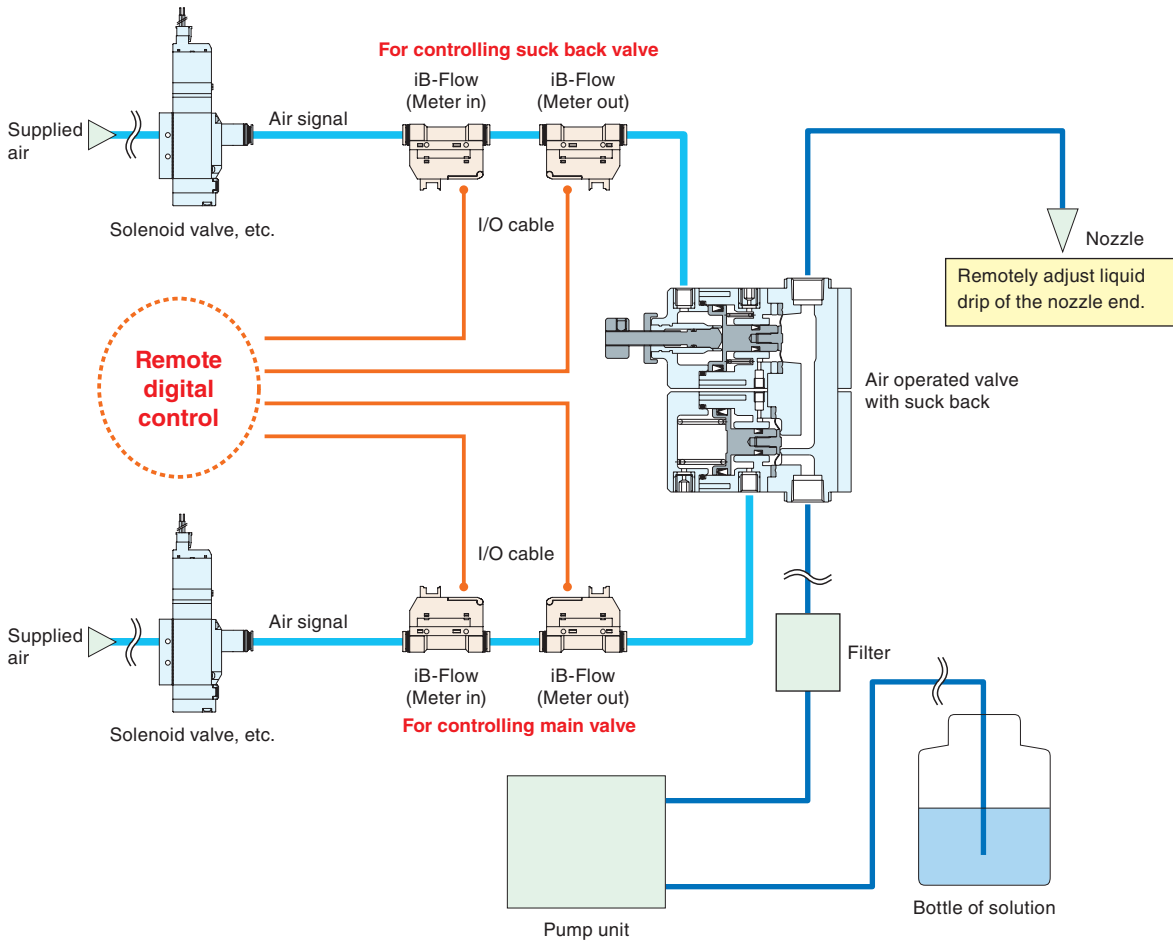 For controlling suck back valve
iB-Flow
(Meter in)
iB-Flow
(Meter out)
Supplied
air
Air signal
Solenoid valve, etc.
I/O cable
Nozzle
Remotely adjust liquid
drip of the nozzle end.
Remote
digital
control
Air operated valve
with suck back
I/O cable
Supplied
air
Air signal
iB-Flow
(Meter in)
iB-Flow
(Meter out)
For controlling main valve
Solenoid valve, etc.
Filter
Pump unit
Bottle of solution